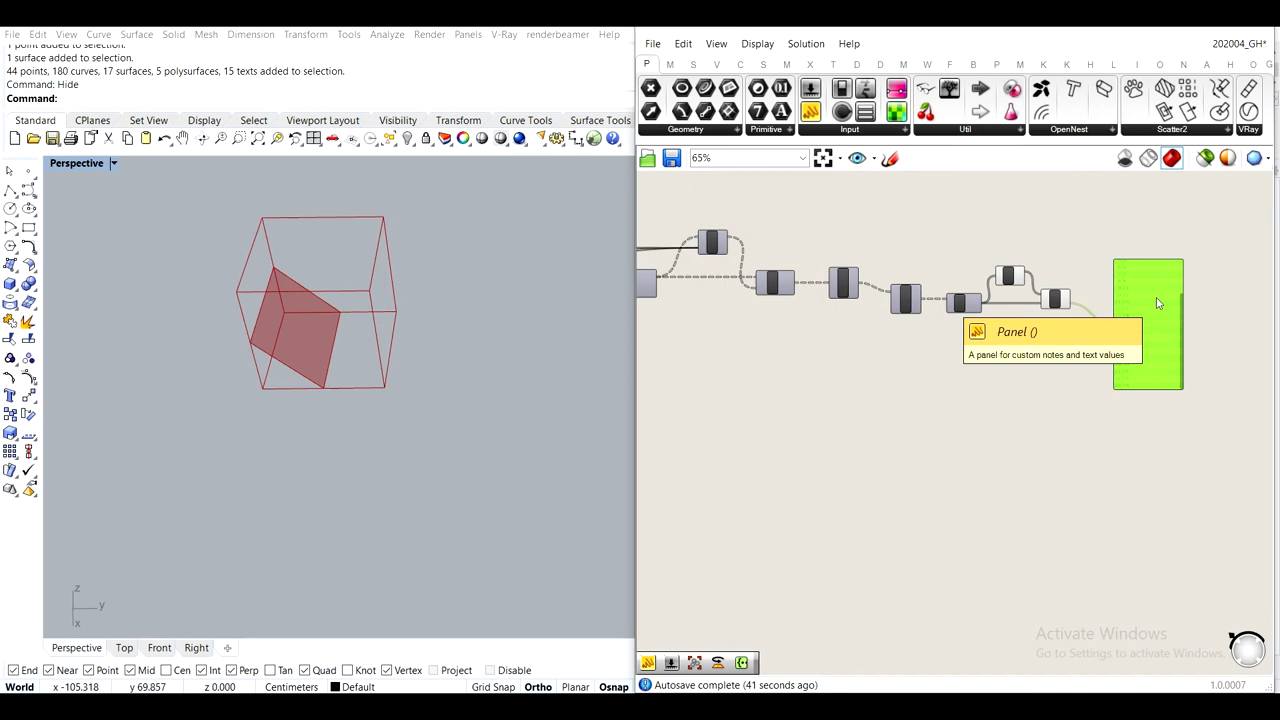 File Edit View Curve Surface Solid Mesh Dimension Transform Tools Analyze Render Panels V-Ray renderbeamer Help
1 point added to selection.
1 surface added to selection.
44 points, 180 curves, 17 surfaces, 5 polysurfaces, 15 texts added to selection.
Command: Hide
Command:
Standard CPlanes Set View Display Select Viewport Layout Visibility Transform Curve Tools Surface Tools
Perspective
z
y
x
Perspective Top Front Right
End Near Point Mid Cen Int Perp Tan Quad Knot Vertex Project Disable
World x -105.318 y 69.857 z 0.000 Centimeters Default Grid Snap Ortho Planar Osnap
File Edit View Display Solution Help 202004_GH*
P M S V C S M X T D D M W F B P M K K L I O R N A H O G
Geometry Primitive Input Util OpenNest Scatter2 VRay
65%
Panel ()
A panel for custom notes and text values
Activate Windows
Go to Settings to activate Windows.
Autosave complete (41 seconds ago) 1.0.0007